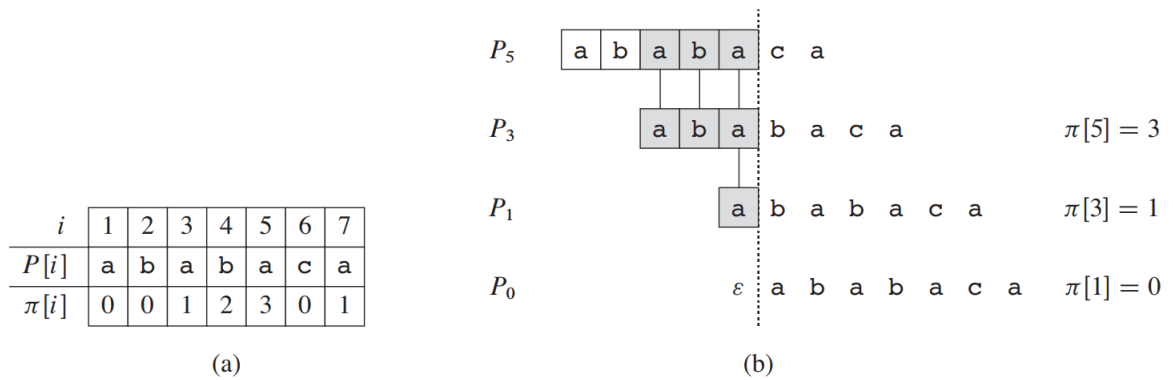 P5 a b a b a c a
P3 a b a b a c a π[5] = 3
P1 a b a b a c a π[3] = 1
P0 ε a b a b a c a π[1] = 0
i 1 2 3 4 5 6 7
P[i] a b a b a c a
π[i] 0 0 1 2 3 0 1
(a)
(b)